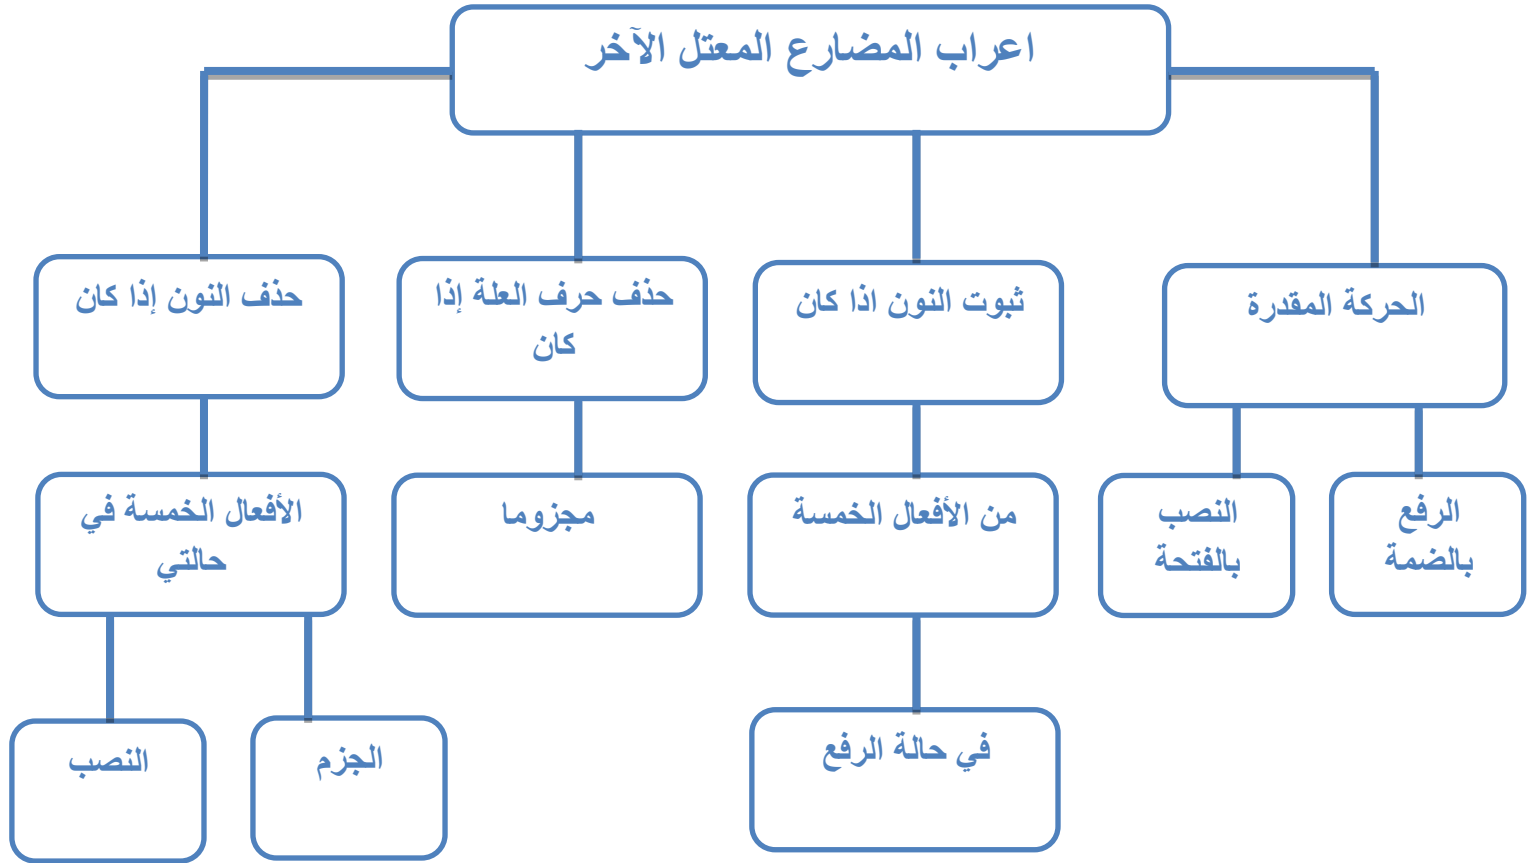 اعراب المضارع المعتل الآخر
الحركة المقدرة
ثبوت النون اذا كان
حذف حرف العلة إذا
كان
حذف النون إذا كان
الرفع
بالضمة
النصب
بالفتحة
من الأفعال الخمسة
مجزوما
الأفعال الخمسة في
حالتي
في حالة الرفع
الجزم
النصب